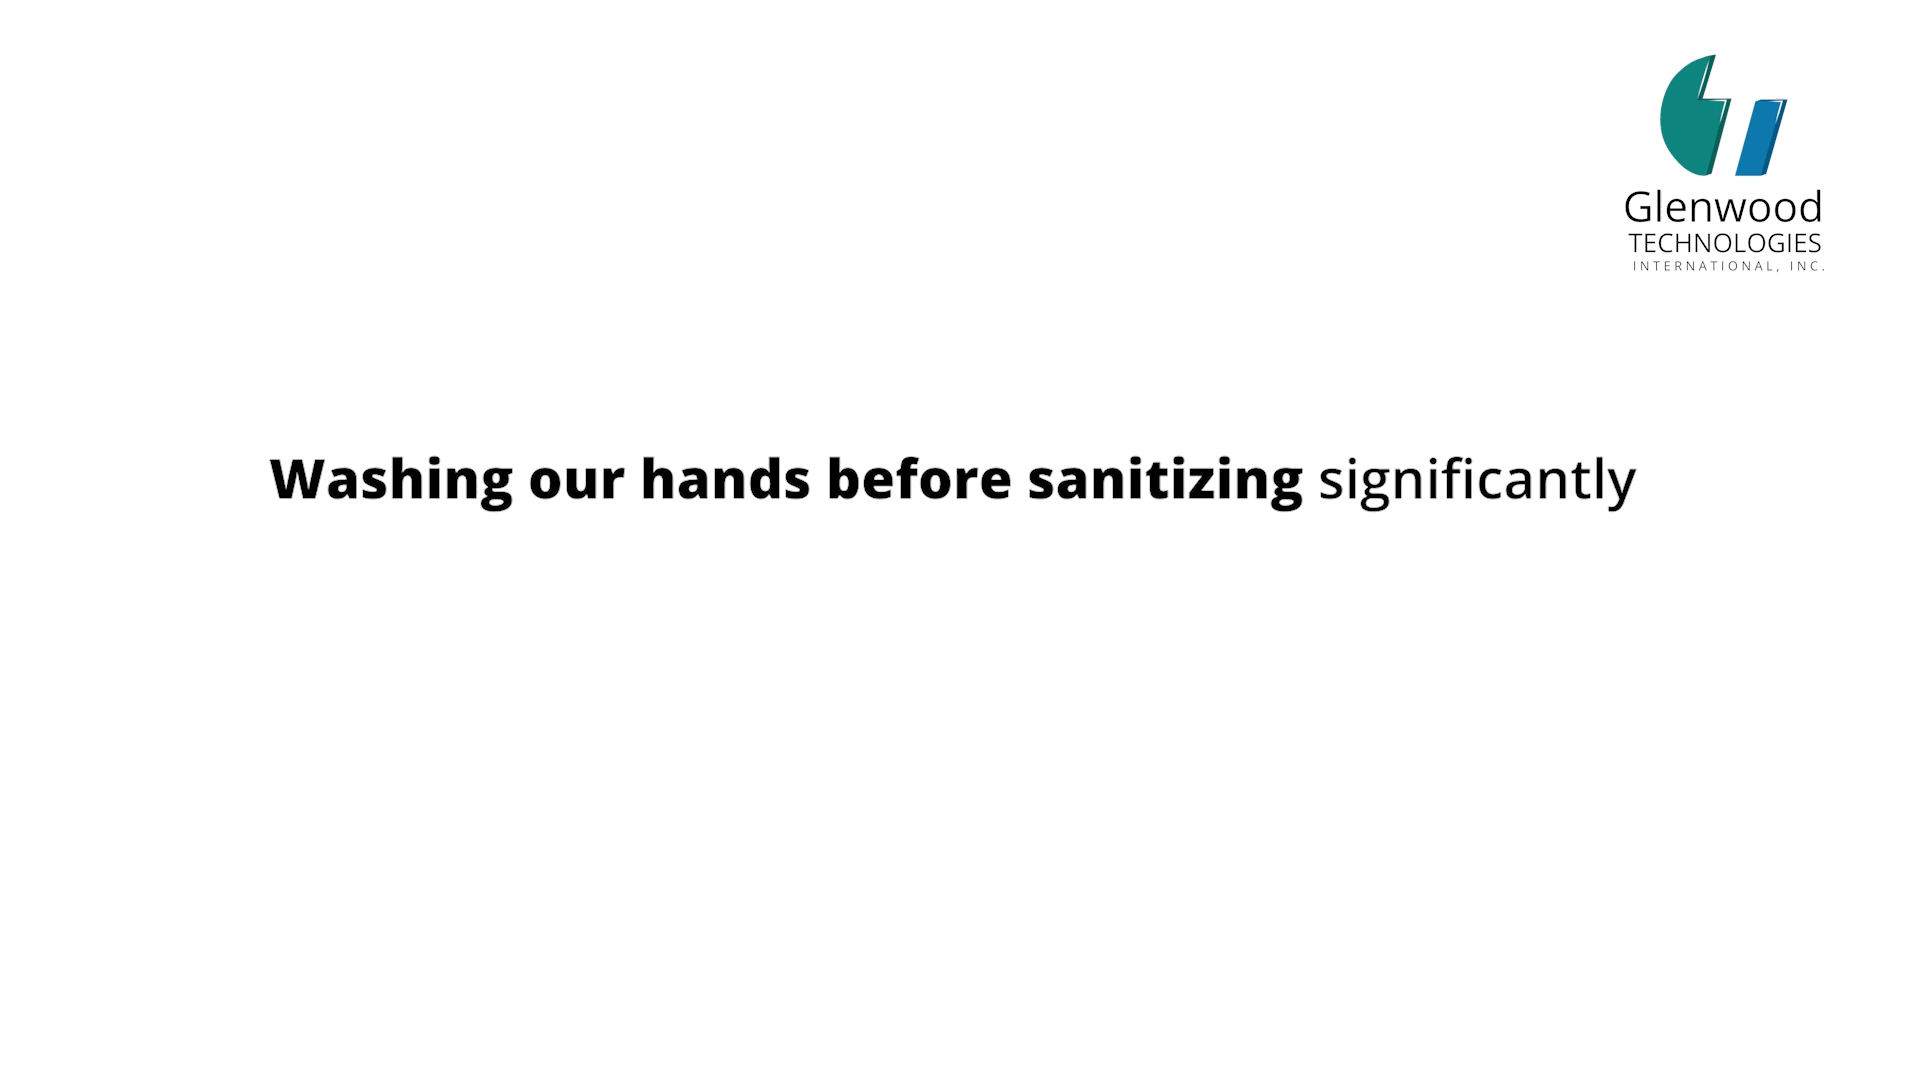 Glenwood
TECHNOLOGIES
INTERNATIONAL, INC.
Washing our hands before sanitizing significantly